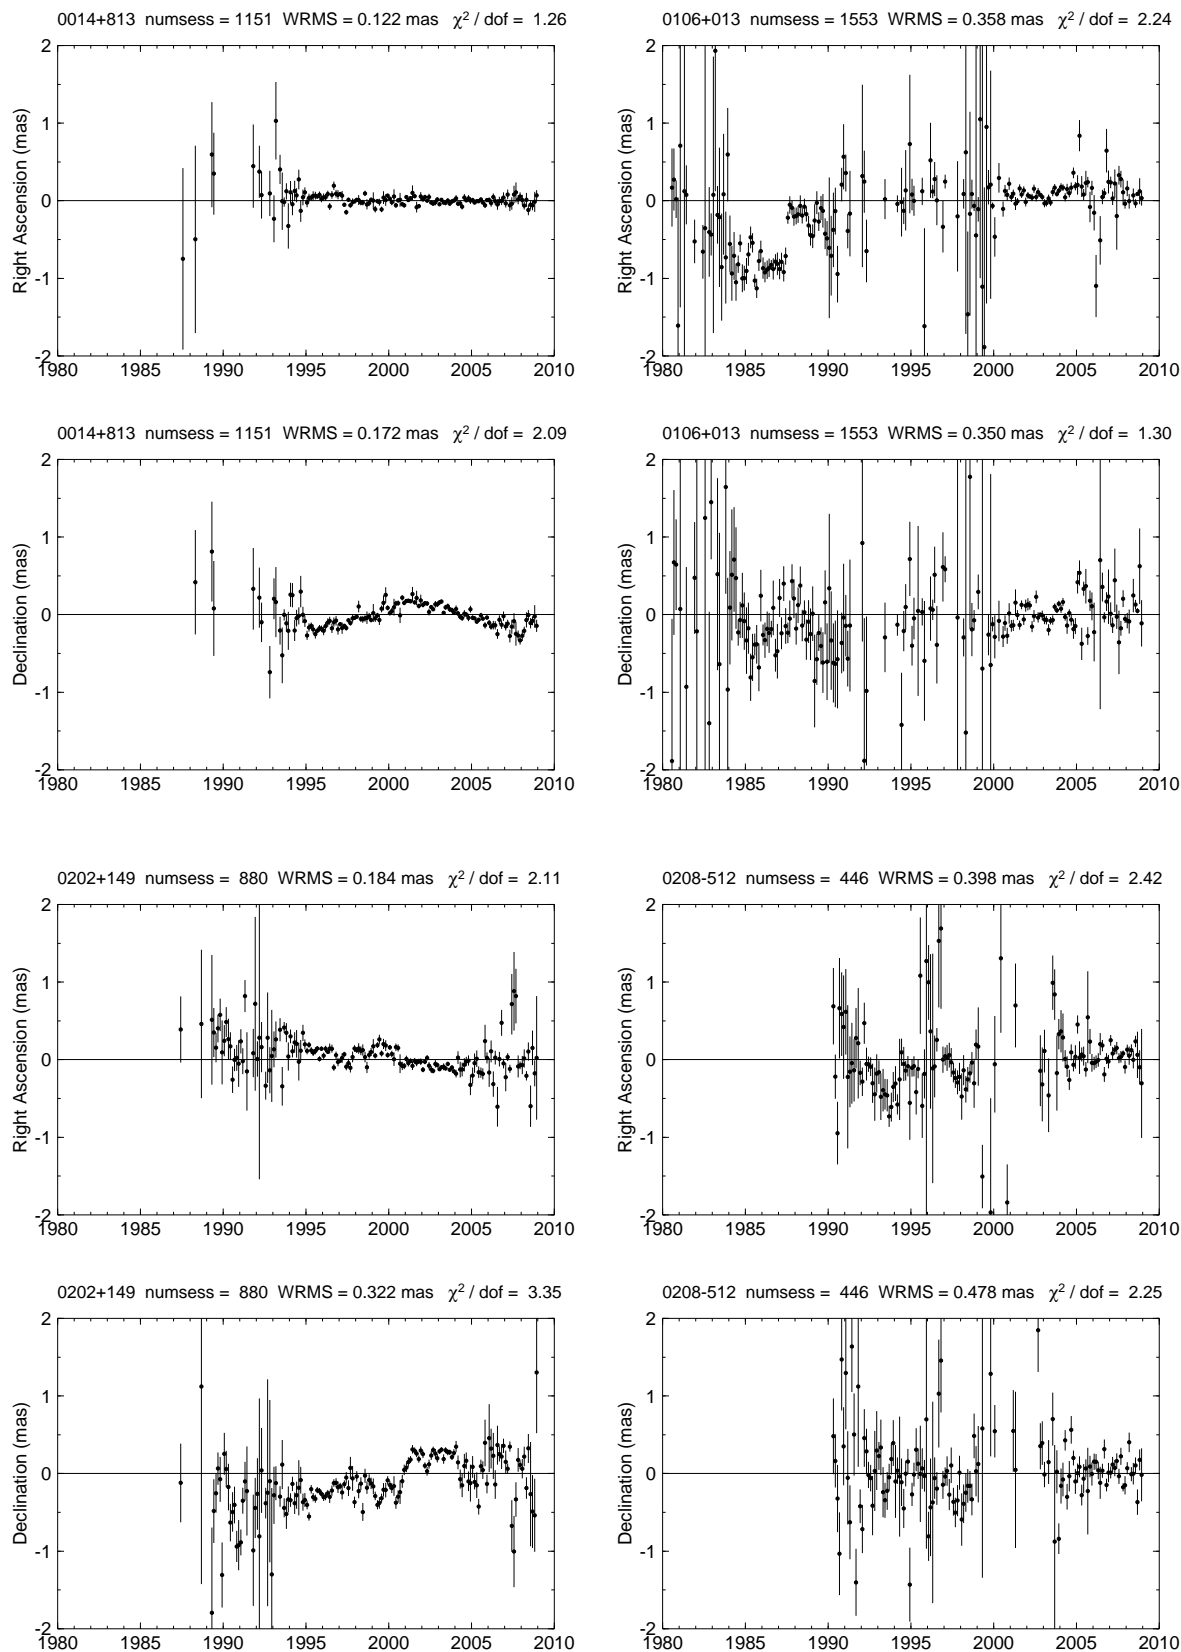 0014+813 numsess = 1151 WRMS = 0.122 mas χ² / dof = 1.26
2
1
0
-1
-2
Right Ascension (mas)
1980 1985 1990 1995 2000 2005 2010
0106+013 numsess = 1553 WRMS = 0.358 mas χ² / dof = 2.24
2
1
0
-1
-2
Right Ascension (mas)
1980 1985 1990 1995 2000 2005 2010
0014+813 numsess = 1151 WRMS = 0.172 mas χ² / dof = 2.09
2
1
0
-1
-2
Declination (mas)
1980 1985 1990 1995 2000 2005 2010
0106+013 numsess = 1553 WRMS = 0.350 mas χ² / dof = 1.30
2
1
0
-1
-2
Declination (mas)
1980 1985 1990 1995 2000 2005 2010
0202+149 numsess = 880 WRMS = 0.184 mas χ² / dof = 2.11
2
1
0
-1
-2
Right Ascension (mas)
1980 1985 1990 1995 2000 2005 2010
0208-512 numsess = 446 WRMS = 0.398 mas χ² / dof = 2.42
2
1
0
-1
-2
Right Ascension (mas)
1980 1985 1990 1995 2000 2005 2010
0202+149 numsess = 880 WRMS = 0.322 mas χ² / dof = 3.35
2
1
0
-1
-2
Declination (mas)
1980 1985 1990 1995 2000 2005 2010
0208-512 numsess = 446 WRMS = 0.478 mas χ² / dof = 2.25
2
1
0
-1
-2
Declination (mas)
1980 1985 1990 1995 2000 2005 2010